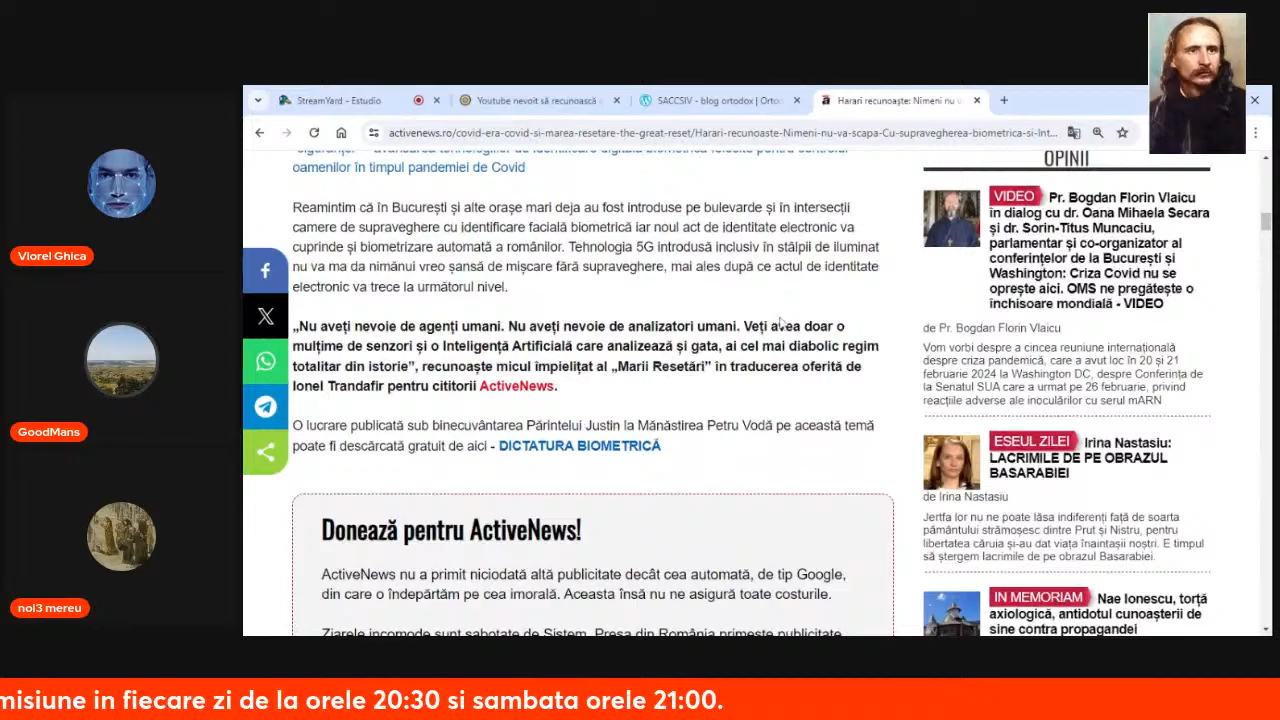 StreamYard - Estudio
Youtube nevoit să recunoască
SACCSIV - blog ortodox | Orto
Harari recunoaște: Nimeni nu v
activenews.ro/covid-era-covid-si-marea-resetare-the-great-reset/Harari-recunoaste-Nimeni-nu-va-scapa-Cu-supravegherea-biometrica-si-Int...
oamenilor în timpul pandemiei de Covid
Reamintim că în București și alte orașe mari deja au fost introduse pe bulevarde și în intersecții
camere de supraveghere cu identificare facială biometrică iar noul act de identitate electronic va
cuprinde și biometrizare automată a românilor. Tehnologia 5G introdusă inclusiv în stâlpii de iluminat
nu va ma da nimănui vreo șansă de mișcare fără supraveghere, mai ales după ce actul de identitate
electronic va trece la următorul nivel.
„Nu aveți nevoie de agenți umani. Nu aveți nevoie de analizatori umani. Veți avea doar o
mulțime de senzori și o Inteligență Artificială care analizează și gata, ai cel mai diabolic regim
totalitar din istorie”, recunoaște micul împielițat al „Marii Resetări” în traducerea oferită de
Ionel Trandafir pentru cititorii ActiveNews.
O lucrare publicată sub binecuvântarea Părintelui Justin la Mănăstirea Petru Vodă pe această temă
poate fi descărcată gratuit de aici - DICTATURA BIOMETRICĂ
Donează pentru ActiveNews!
ActiveNews nu a primit niciodată altă publicitate decât cea automată, de tip Google,
din care o îndepărtăm pe cea imorală. Aceasta însă nu ne asigură toate costurile.
Ziarele incomode sunt sabotate de Sistem. Presa din România primește publicitate
OPINII
VIDEO Pr. Bogdan Florin Vlaicu
în dialog cu dr. Oana Mihaela Secara
și dr. Sorin-Titus Muncaciu,
parlamentar și co-organizator al
conferințelor de la București și
Washington: Criza Covid nu se
oprește aici. OMS ne pregătește o
închisoare mondială - VIDEO
de Pr. Bogdan Florin Vlaicu
Vom vorbi despre a cincea reuniune internațională
despre criza pandemică, care a avut loc în 20 și 21
februarie 2024 la Washington DC, despre Conferința de
la Senatul SUA care a urmat pe 26 februarie, privind
reacțiile adverse ale inoculărilor cu serul mARN
ESEUL ZILEI Irina Nastasiu:
LACRIMILE DE PE OBRAZUL
BASARABIEI
de Irina Nastasiu
Jertfa lor nu ne poate lăsa indiferenți față de soarta
pământului strămoșesc dintre Prut și Nistru, pentru
libertatea căruia și-au dat viața înaintașii noștri. E timpul
să ștergem lacrimile de pe obrazul Basarabiei.
IN MEMORIAM Nae Ionescu, torță
axiologică, antidotul cunoașterii de
sine contra propagandei
Viorel Ghica
GoodMans
noi3 mereu
misiune in fiecare zi de la orele 20:30 si sambata orele 21:00.